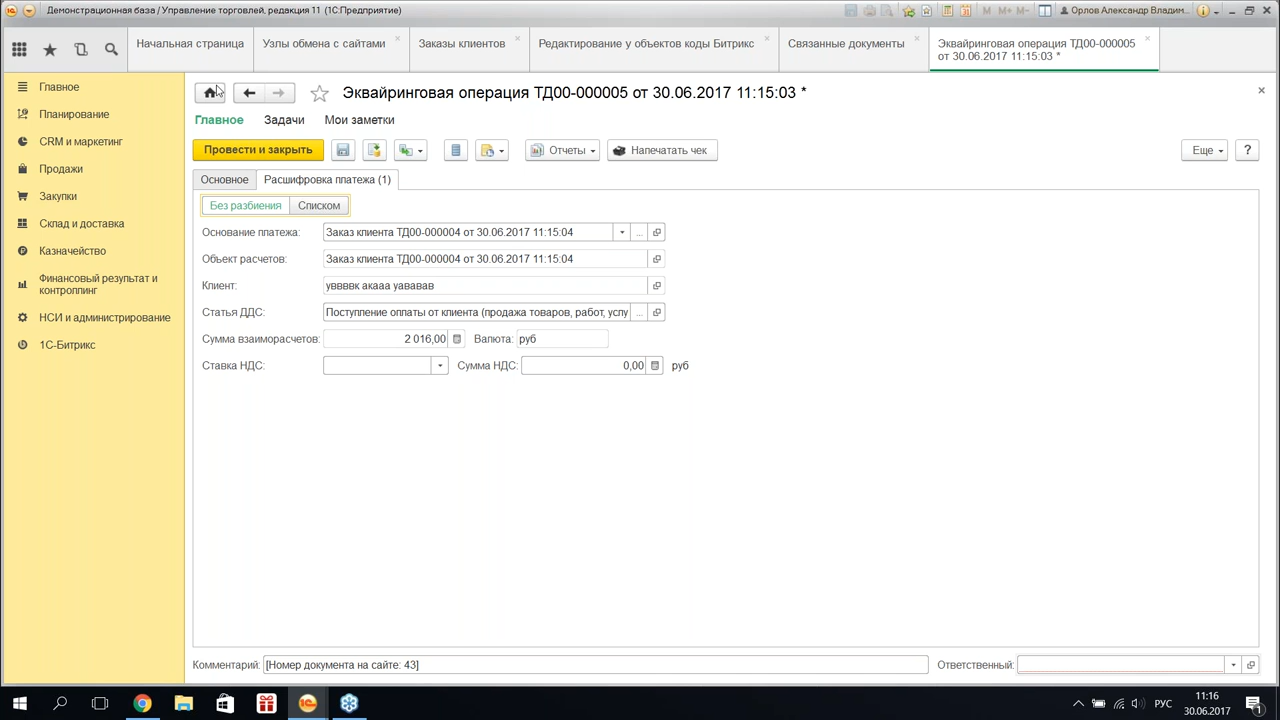 Демонстрационная база / Управление торговлей, редакция 11 (1С:Предприятие)
M M+ M-
Орлов Александр Владим...
Начальная страница
Узлы обмена с сайтами
Заказы клиентов
Редактирование у объектов коды Битрикс
Связанные документы
Эквайринговая операция ТД00-000005
от 30.06.2017 11:15:03 *
Главное
Планирование
CRM и маркетинг
Продажи
Закупки
Склад и доставка
Казначейство
Финансовый результат и
контроллинг
НСИ и администрирование
1С-Битрикс
Эквайринговая операция ТД00-000005 от 30.06.2017 11:15:03 *
Главное Задачи Мои заметки
Провести и закрыть Отчеты Напечатать чек Еще ?
Основное Расшифровка платежа (1)
Без разбиения Списком
Основание платежа: Заказ клиента ТД00-000004 от 30.06.2017 11:15:04 ...
Объект расчетов: Заказ клиента ТД00-000004 от 30.06.2017 11:15:04
Клиент: уввввк акааа уававав
Статья ДДС: Поступление оплаты от клиента (продажа товаров, работ, услу ...
Сумма взаиморасчетов: 2 016,00 Валюта: руб
Ставка НДС: Сумма НДС: 0,00 руб
Комментарий: [Номер документа на сайте: 43] Ответственный:
РУС
11:16
30.06.2017
1